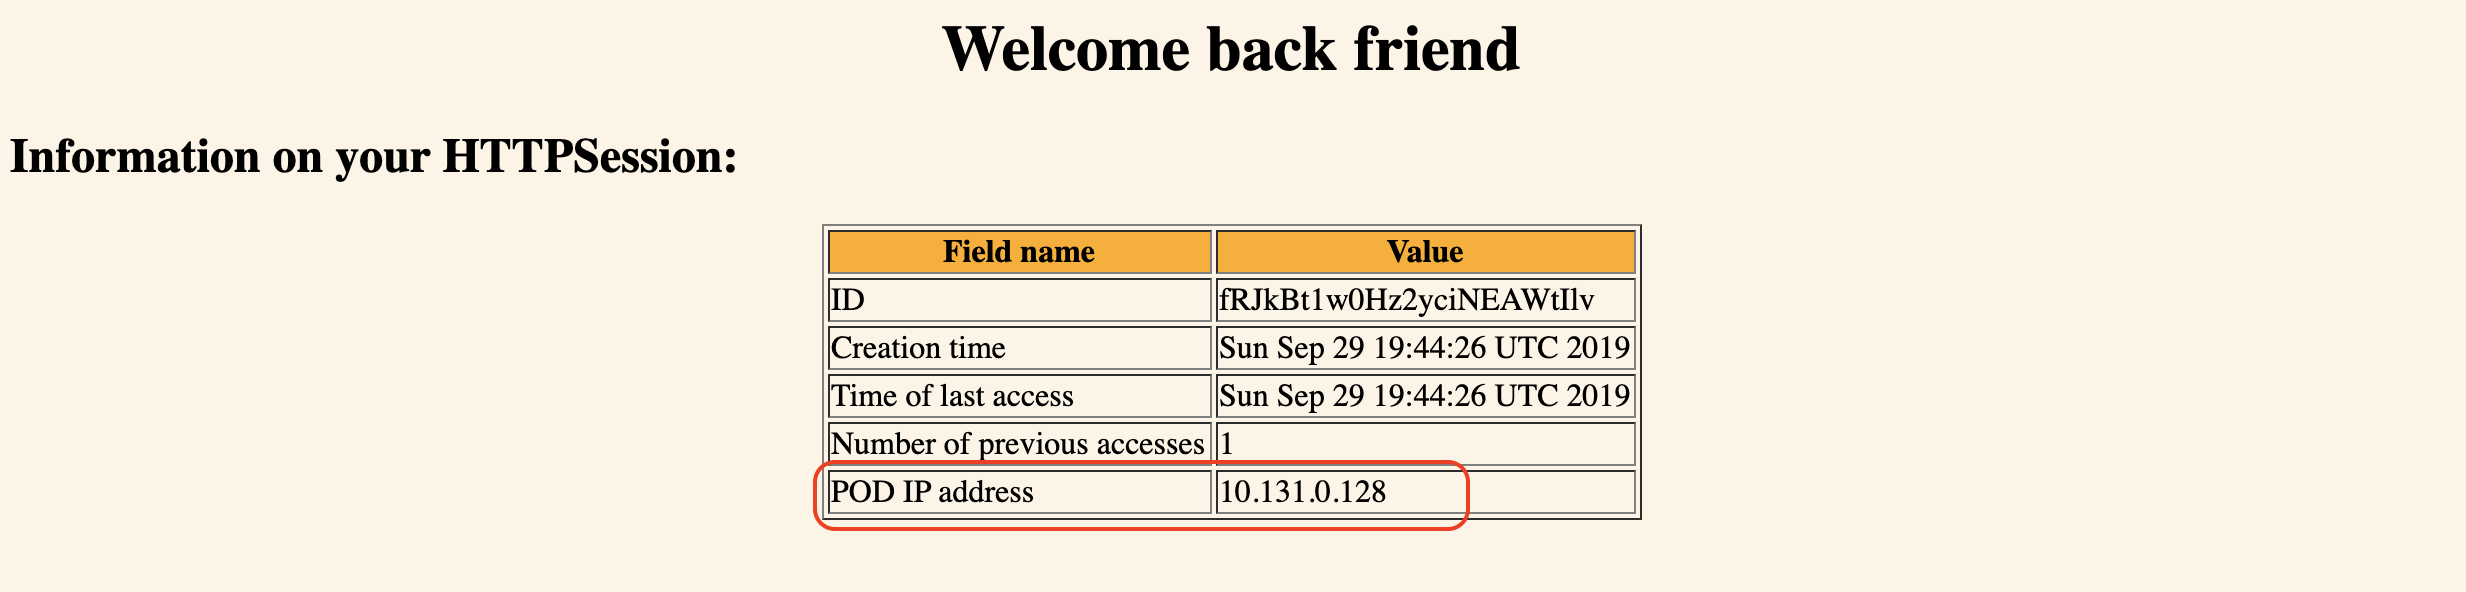 Welcome back friend
Information on your HTTPSession:
Field name Value
ID fRJkBt1w0Hz2yciNEAWtIlv
Creation time Sun Sep 29 19:44:26 UTC 2019
Time of last access Sun Sep 29 19:44:26 UTC 2019
Number of previous accesses 1
POD IP address 10.131.0.128